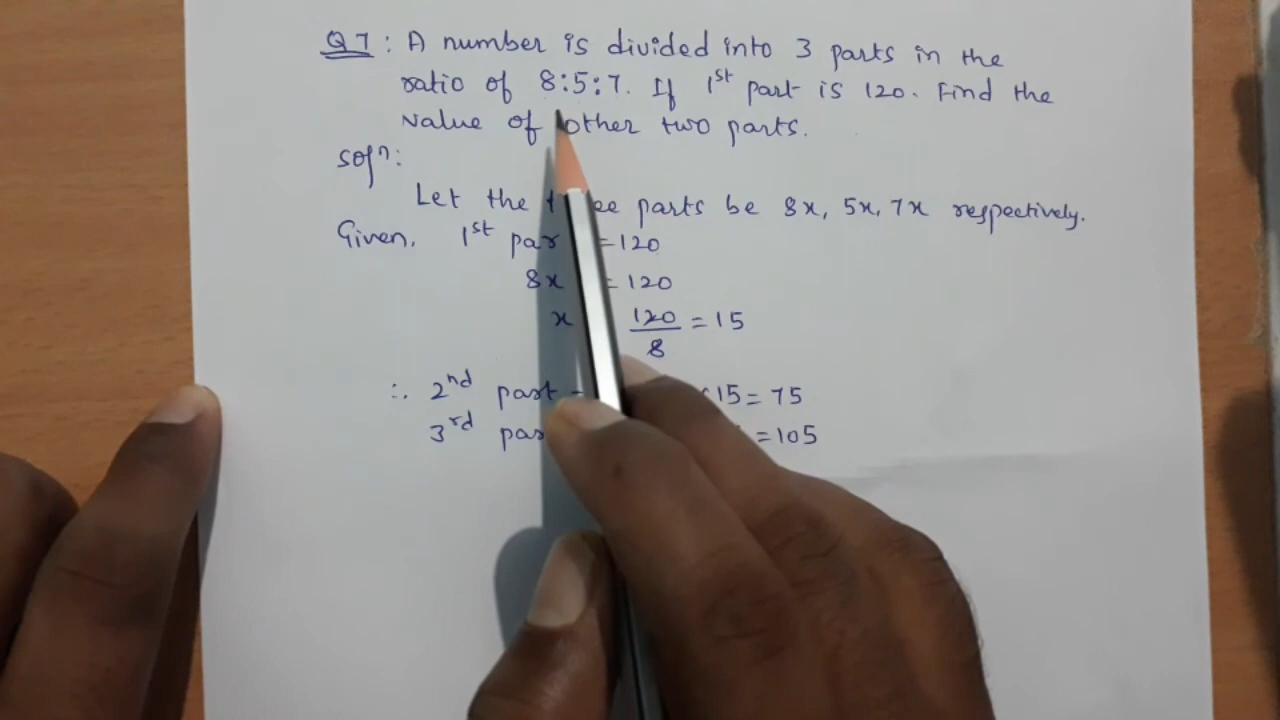 Q7: A number is divided into 3 parts in the
ratio of 8:5:7. If 1st part is 120. Find the
value of other two parts.
Soln:
Let the parts be 8x, 5x, 7x respectively.
Given, 1st = 120
8x = 120
x 120/8 = 15
∴ 2nd part = 15 = 75
3rd = 105